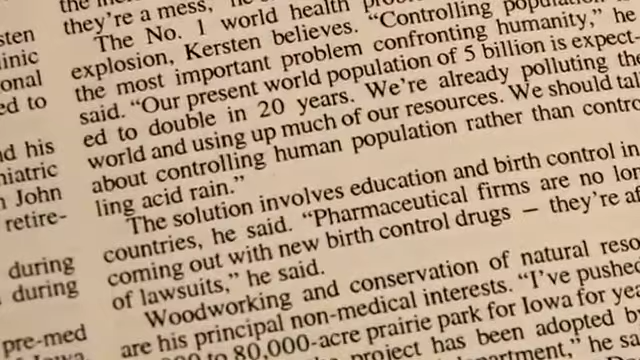 sten
inic
onal
ed to
nd his
niatric
n John
retire-
during
during
pre-med
Iowa
they're a mess,"
The No. 1 world health
explosion, Kersten believes. "Controlling
the most important problem confronting humanity," he
said. "Our present world population of 5 billion is expect-
ed to double in 20 years. We're already polluting the
world and using up much of our resources. We should tal
about controlling human population rather than contro
ling acid rain."
The solution involves education and birth control in
countries, he said. "Pharmaceutical firms are no lon
coming out with new birth control drugs — they're af
of lawsuits," he said.
Woodworking and conservation of natural reso
are his principal non-medical interests. "I've pushed
to 80,000-acre prairie park for Iowa for yea
project has been adopted by
he sa